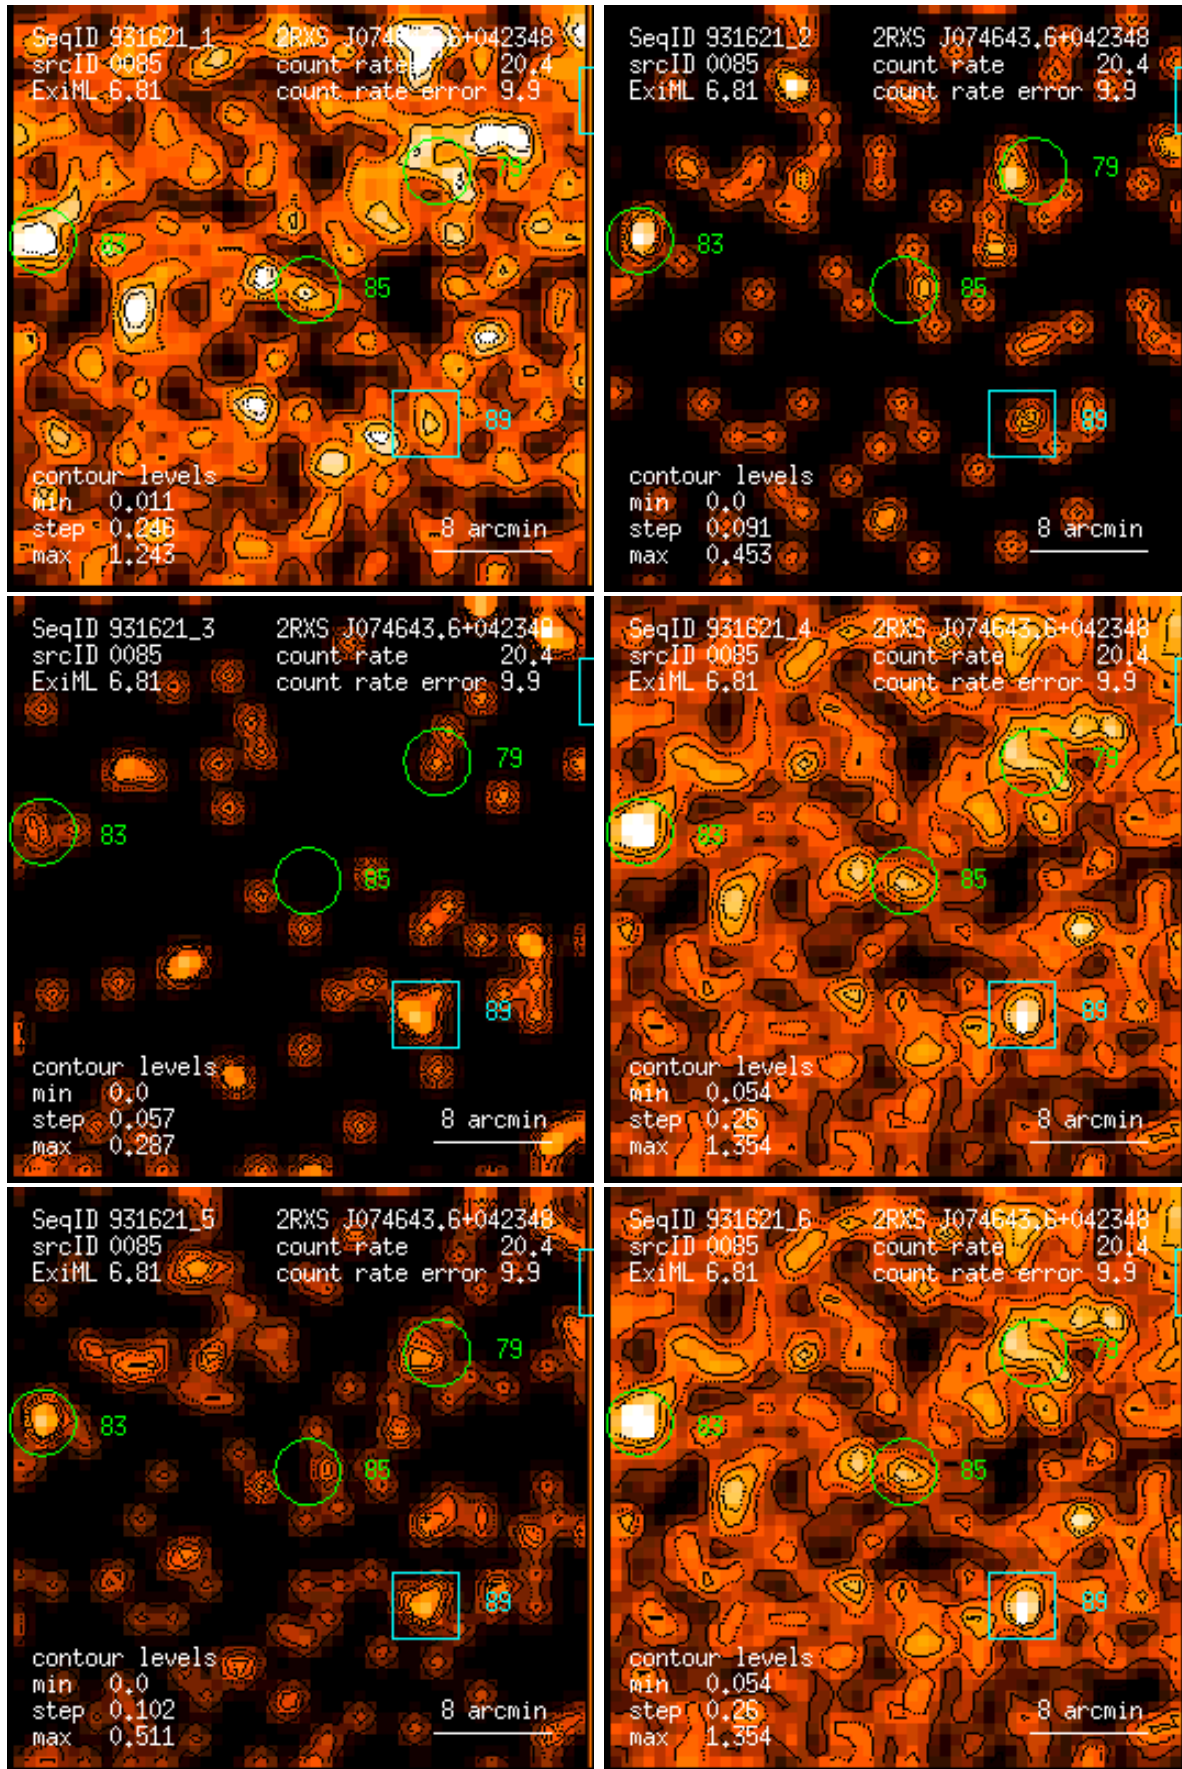 SeqID 931621_1 2RXS J074643.6+042348
srcID 0085 count rate 20.4
ExiML 6.81 count rate error 9.9
79
83
85
89
contour levels
min 0.011
step 0.246 8 arcmin
max 1.243
SeqID 931621_2 2RXS J074643.6+042348
srcID 0085 count rate 20.4
ExiML 6.81 count rate error 9.9
79
83
85
89
contour levels
min 0.0
step 0.091 8 arcmin
max 0.453
SeqID 931621_3 2RXS J074643.6+042348
srcID 0085 count rate 20.4
ExiML 6.81 count rate error 9.9
79
83
85
89
contour levels
min 0.0
step 0.057 8 arcmin
max 0.287
SeqID 931621_4 2RXS J074643.6+042348
srcID 0085 count rate 20.4
ExiML 6.81 count rate error 9.9
79
83
85
89
contour levels
min 0.054
step 0.26 8 arcmin
max 1.354
SeqID 931621_5 2RXS J074643.6+042348
srcID 0085 count rate 20.4
ExiML 6.81 count rate error 9.9
79
83
85
89
contour levels
min 0.0
step 0.102 8 arcmin
max 0.511
SeqID 931621_6 2RXS J074643.6+042348
srcID 0085 count rate 20.4
ExiML 6.81 count rate error 9.9
79
83
85
89
contour levels
min 0.054
step 0.26 8 arcmin
max 1.354